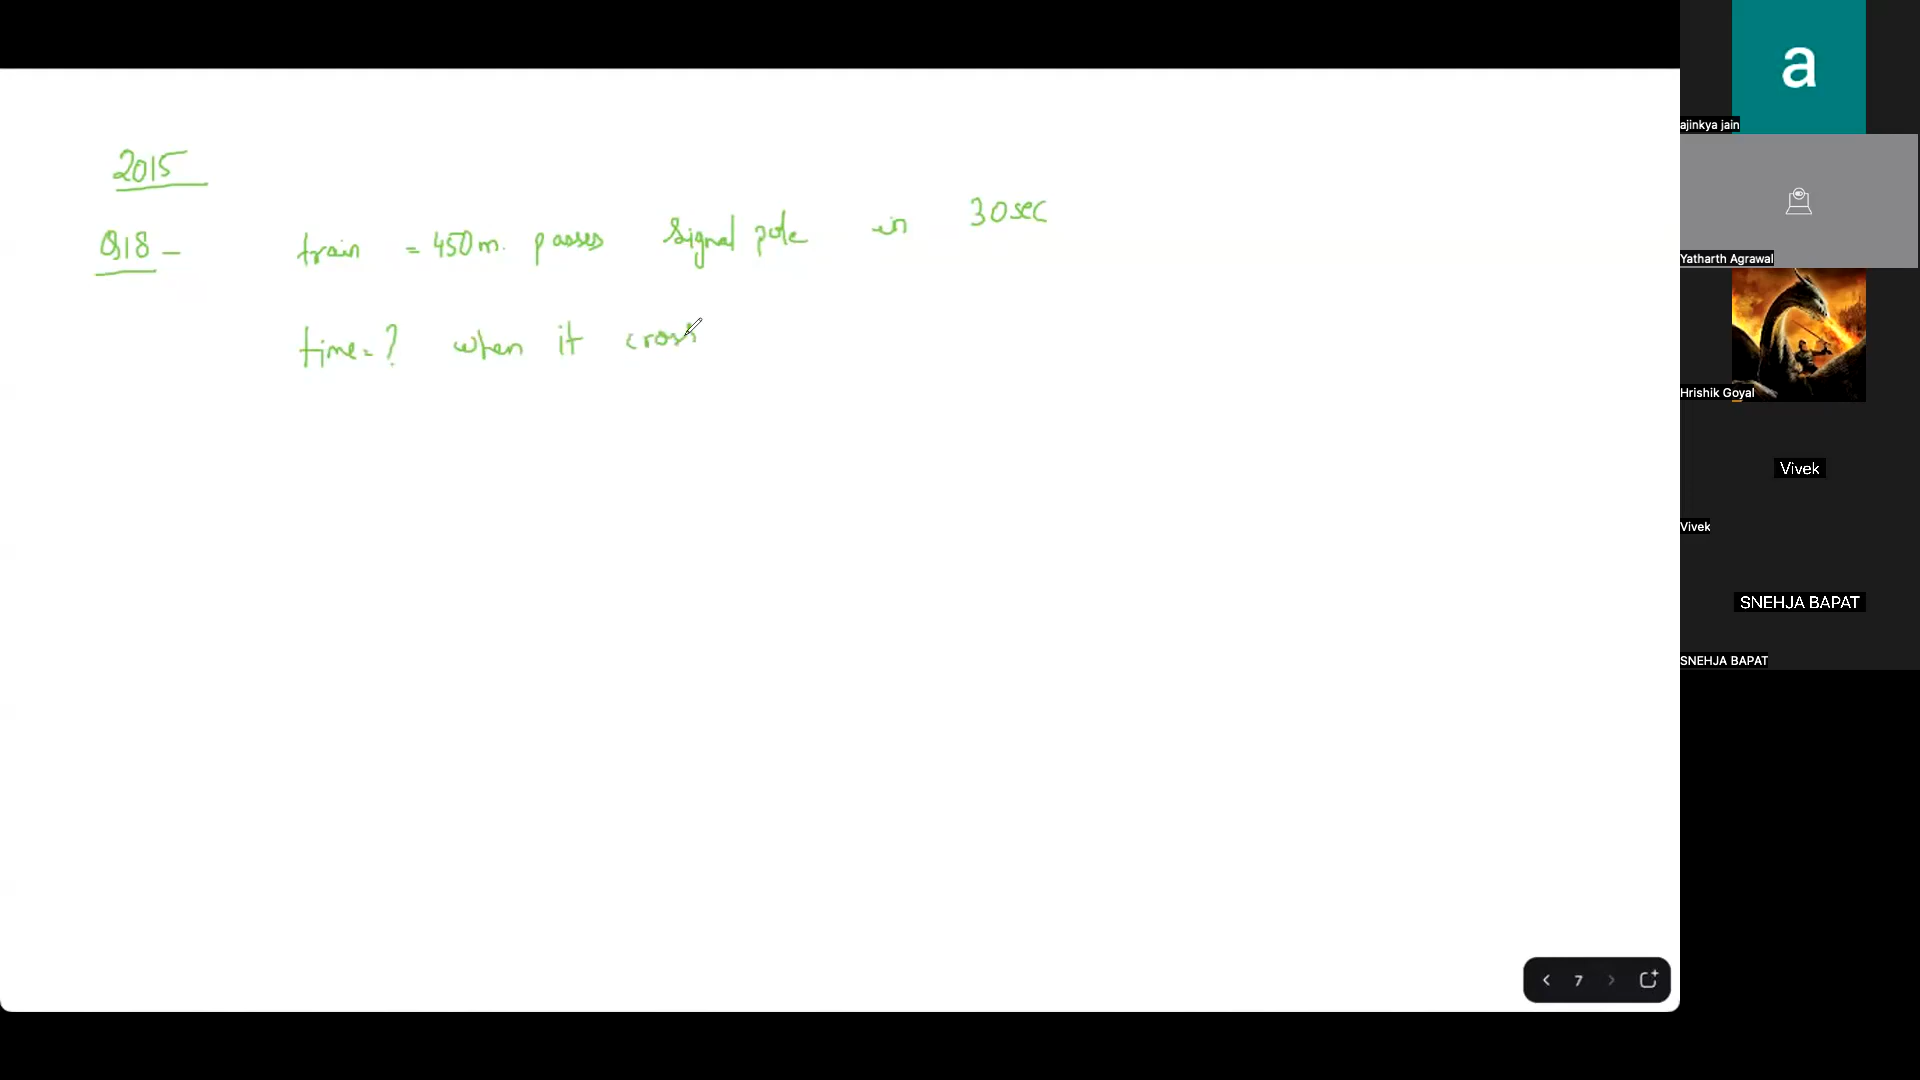 2015
Q18 - train = 450m. passes signal pole in 30sec
time = ? when it cross
a
ajinkya jain
Yatharth Agrawal
Hrishik Goyal
Vivek
Vivek
SNEHJA BAPAT
SNEHJA BAPAT
7